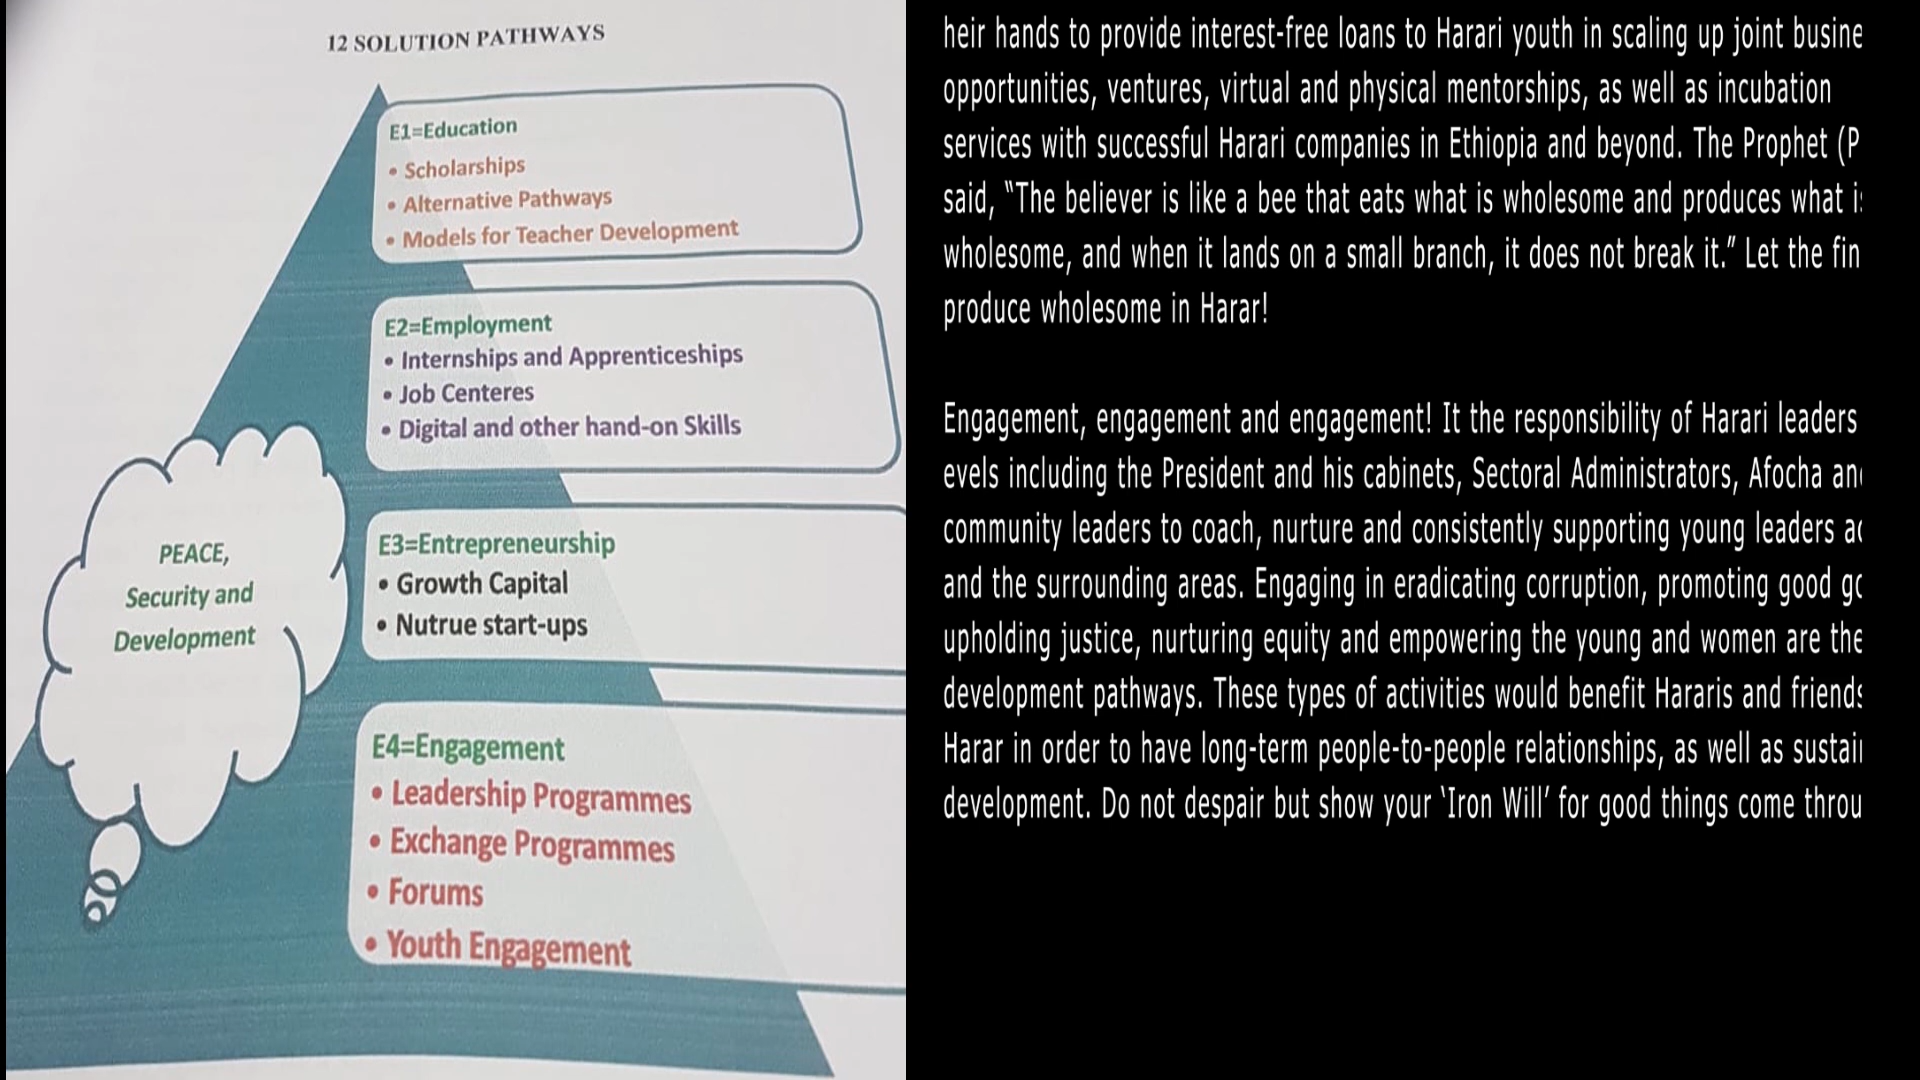 12 SOLUTION PATHWAYS
E1=Education
• Scholarships
• Alternative Pathways
• Models for Teacher Development
E2=Employment
• Internships and Apprenticeships
• Job Centeres
• Digital and other hand-on Skills
PEACE,
Security and
Development
E3=Entrepreneurship
• Growth Capital
• Nutrue start-ups
E4=Engagement
• Leadership Programmes
• Exchange Programmes
• Forums
• Youth Engagement
heir hands to provide interest-free loans to Harari youth in scaling up joint busine
opportunities, ventures, virtual and physical mentorships, as well as incubation
services with successful Harari companies in Ethiopia and beyond. The Prophet (P
said, “The believer is like a bee that eats what is wholesome and produces what is
wholesome, and when it lands on a small branch, it does not break it.” Let the fin
produce wholesome in Harar!
Engagement, engagement and engagement! It the responsibility of Harari leaders
evels including the President and his cabinets, Sectoral Administrators, Afocha an
community leaders to coach, nurture and consistently supporting young leaders a
and the surrounding areas. Engaging in eradicating corruption, promoting good go
upholding justice, nurturing equity and empowering the young and women are the
development pathways. These types of activities would benefit Hararis and friends
Harar in order to have long-term people-to-people relationships, as well as sustai
development. Do not despair but show your ‘Iron Will’ for good things come throu